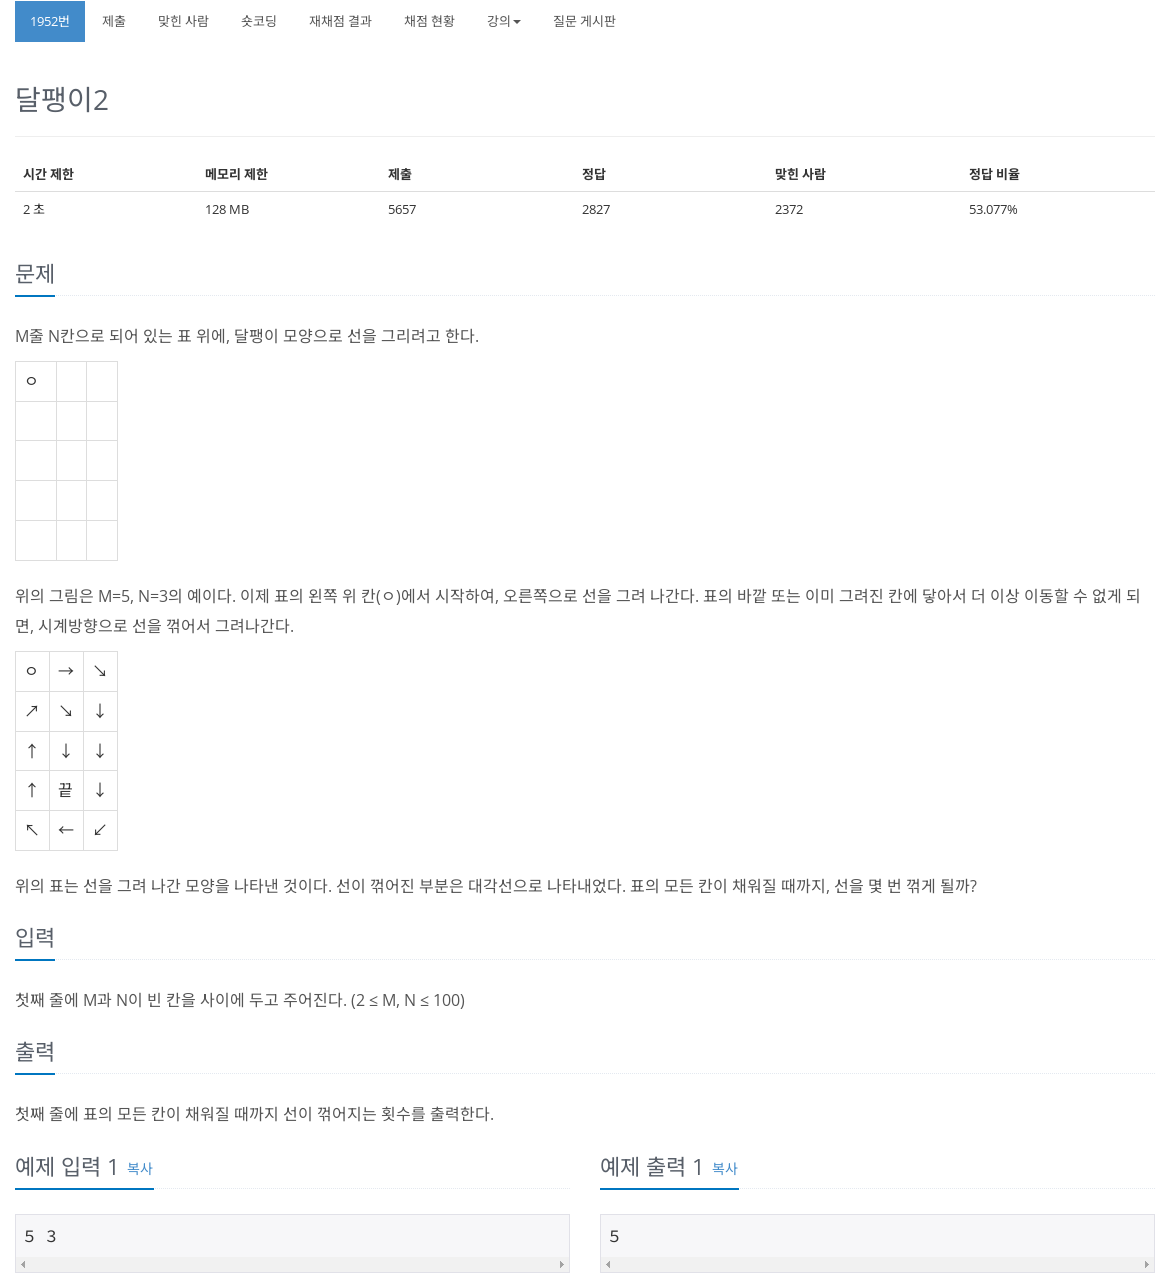 1952번 제출 맞힌 사람 숏코딩 재채점 결과 채점 현황 강의 질문 게시판
달팽이2
시간 제한 메모리 제한 제출 정답 맞힌 사람 정답 비율
2 초 128 MB 5657 2827 2372 53.077%
문제
M줄 N칸으로 되어 있는 표 위에, 달팽이 모양으로 선을 그리려고 한다.
ㅇ
위의 그림은 M=5, N=3의 예이다. 이제 표의 왼쪽 위 칸(ㅇ)에서 시작하여, 오른쪽으로 선을 그려 나간다. 표의 바깥 또는 이미 그려진 칸에 닿아서 더 이상 이동할 수 없게 되
면, 시계방향으로 선을 꺾어서 그려나간다.
ㅇ → ↘
↗ ↘ ↓
↑ ↓ ↓
↑ 끝 ↓
↖ ← ↙
위의 표는 선을 그려 나간 모양을 나타낸 것이다. 선이 꺾어진 부분은 대각선으로 나타내었다. 표의 모든 칸이 채워질 때까지, 선을 몇 번 꺾게 될까?
입력
첫째 줄에 M과 N이 빈 칸을 사이에 두고 주어진다. (2 ≤ M, N ≤ 100)
출력
첫째 줄에 표의 모든 칸이 채워질 때까지 선이 꺾어지는 횟수를 출력한다.
예제 입력 1 복사 예제 출력 1 복사
5 3 5